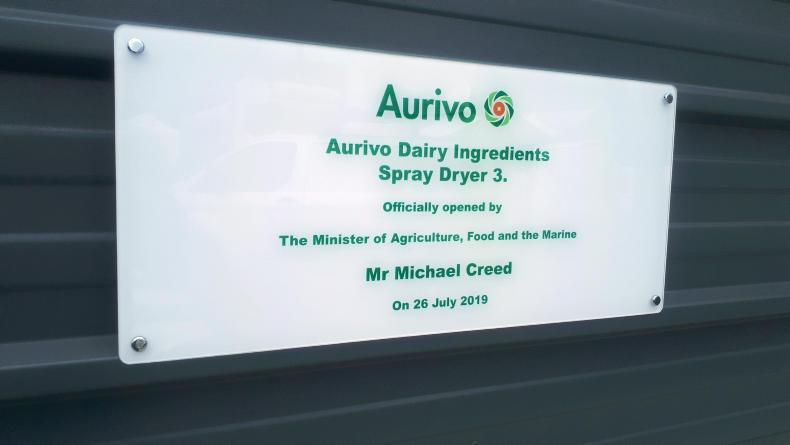 Aurivo
Aurivo Dairy Ingredients
Spray Dryer 3.
Officially opened by
The Minister of Agriculture, Food and the Marine
Mr Michael Creed
On 26 July 2019